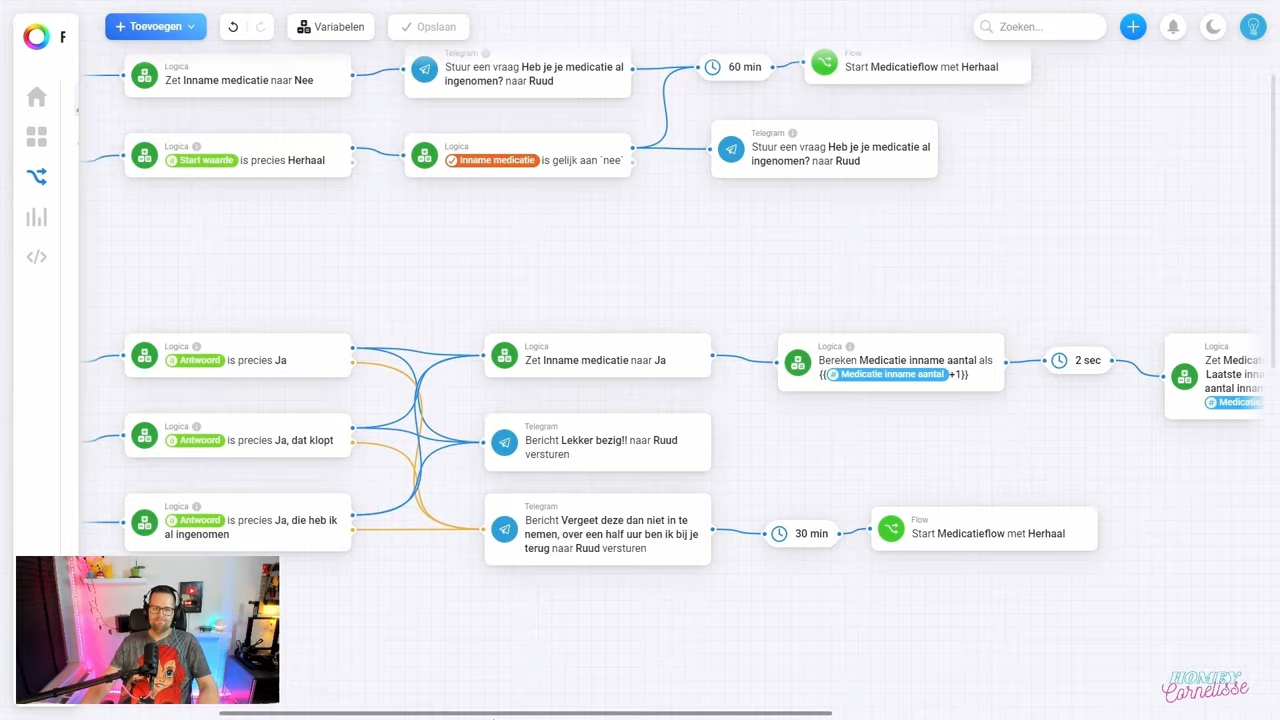 F
Toevoegen
Variabelen
Opslaan
Zoeken...
Logica
Zet Inname medicatie naar Nee
Telegram
Stuur een vraag Heb je je medicatie al
ingenomen? naar Ruud
60 min
Flow
Start Medicatieflow met Herhaal
Logica
Start waarde is precies Herhaal
Logica
Inname medicatie is gelijk aan `nee`
Telegram
Stuur een vraag Heb je je medicatie al
ingenomen? naar Ruud
Logica
Antwoord is precies Ja
Logica
Zet Inname medicatie naar Ja
Logica
Bereken Medicatie inname aantal als
{{# Medicatie inname aantal +1}}
2 sec
Logica
Zet Medicat
Laatste inna
aantal innan
# Medicatie
Logica
Antwoord is precies Ja, dat klopt
Telegram
Bericht Lekker bezig!! naar Ruud
versturen
Logica
Antwoord is precies Ja, die heb ik
al ingenomen
Telegram
Bericht Vergeet deze dan niet in te
nemen, over een half uur ben ik bij je
terug naar Ruud versturen
30 min
Flow
Start Medicatieflow met Herhaal
HOMEY
Cornelisse